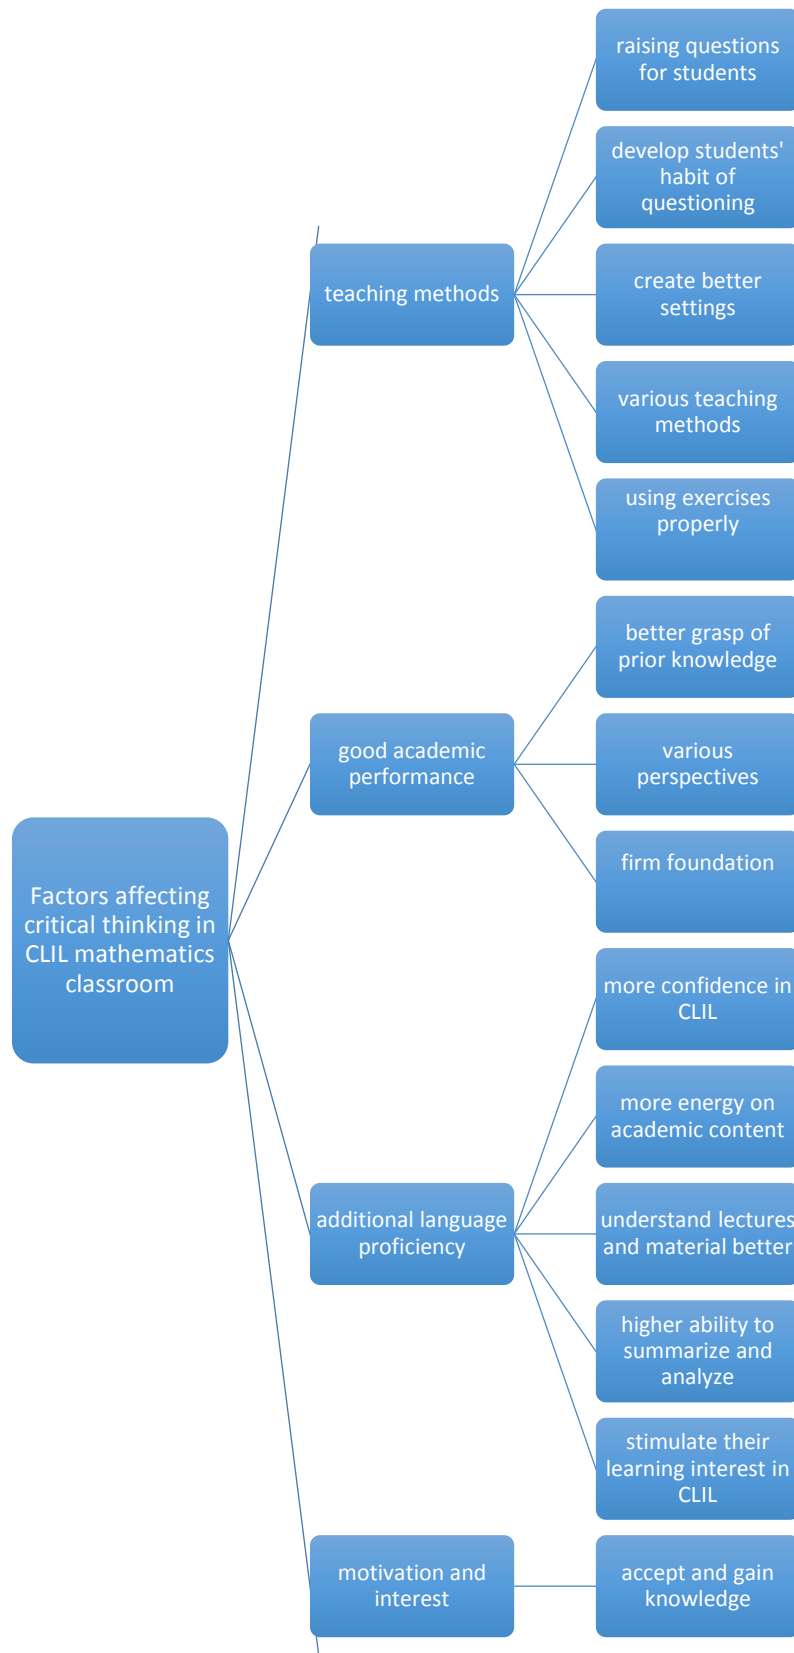 Factors affecting
critical thinking in
CLIL mathematics
classroom
teaching methods
raising questions
for students
develop students'
habit of
questioning
create better
settings
various teaching
methods
using exercises
properly
good academic
performance
better grasp of
prior knowledge
various
perspectives
firm foundation
additional language
proficiency
more confidence in
CLIL
more energy on
academic content
understand lectures
and material better
higher ability to
summarize and
analyze
stimulate their
learning interest in
CLIL
motivation and
interest
accept and gain
knowledge